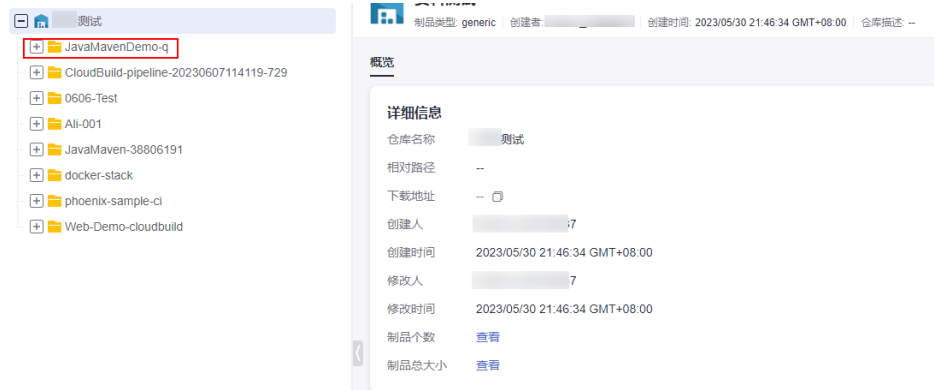 测试
JavaMavenDemo-q
CloudBuild-pipeline-20230607114119-729
0606-Test
Ali-001
JavaMaven-38806191
docker-stack
phoenix-sample-ci
Web-Demo-cloudbuild
制品类型: generic 创建者: 创建时间: 2023/05/30 21:46:34 GMT+08:00 仓库描述: --
概览
详细信息
仓库名称 测试
相对路径 --
下载地址 --
创建人 37
创建时间 2023/05/30 21:46:34 GMT+08:00
修改人 7
修改时间 2023/05/30 21:46:34 GMT+08:00
制品个数 查看
制品总大小 查看